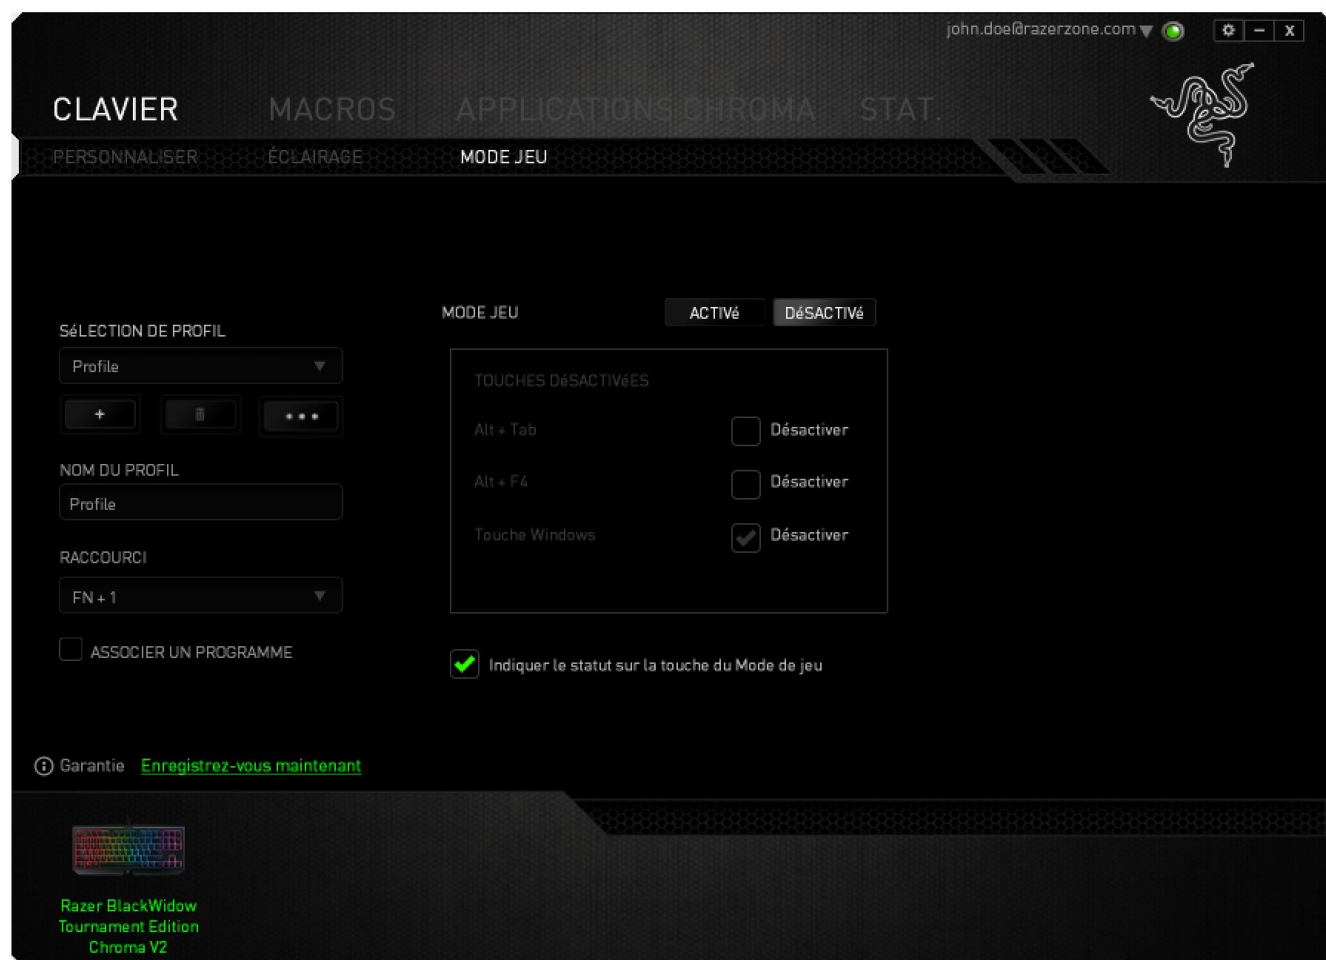 john.doe@razerzone.com
CLAVIER MACROS APPLICATIONS CHROMA STAT.
PERSONNALISER ÉCLAIRAGE MODE JEU
MODE JEU ACTIVé DéSACTIVé
SéLECTION DE PROFIL
Profile
TOUCHES DéSACTIVéES
+ •••
Alt + Tab Désactiver
NOM DU PROFIL
Alt + F4 Désactiver
Profile
Touche Windows Désactiver
RACCOURCI
FN + 1
ASSOCIER UN PROGRAMME
Indiquer le statut sur la touche du Mode de jeu
Garantie Enregistrez-vous maintenant
Razer BlackWidow
Tournament Edition
Chroma V2